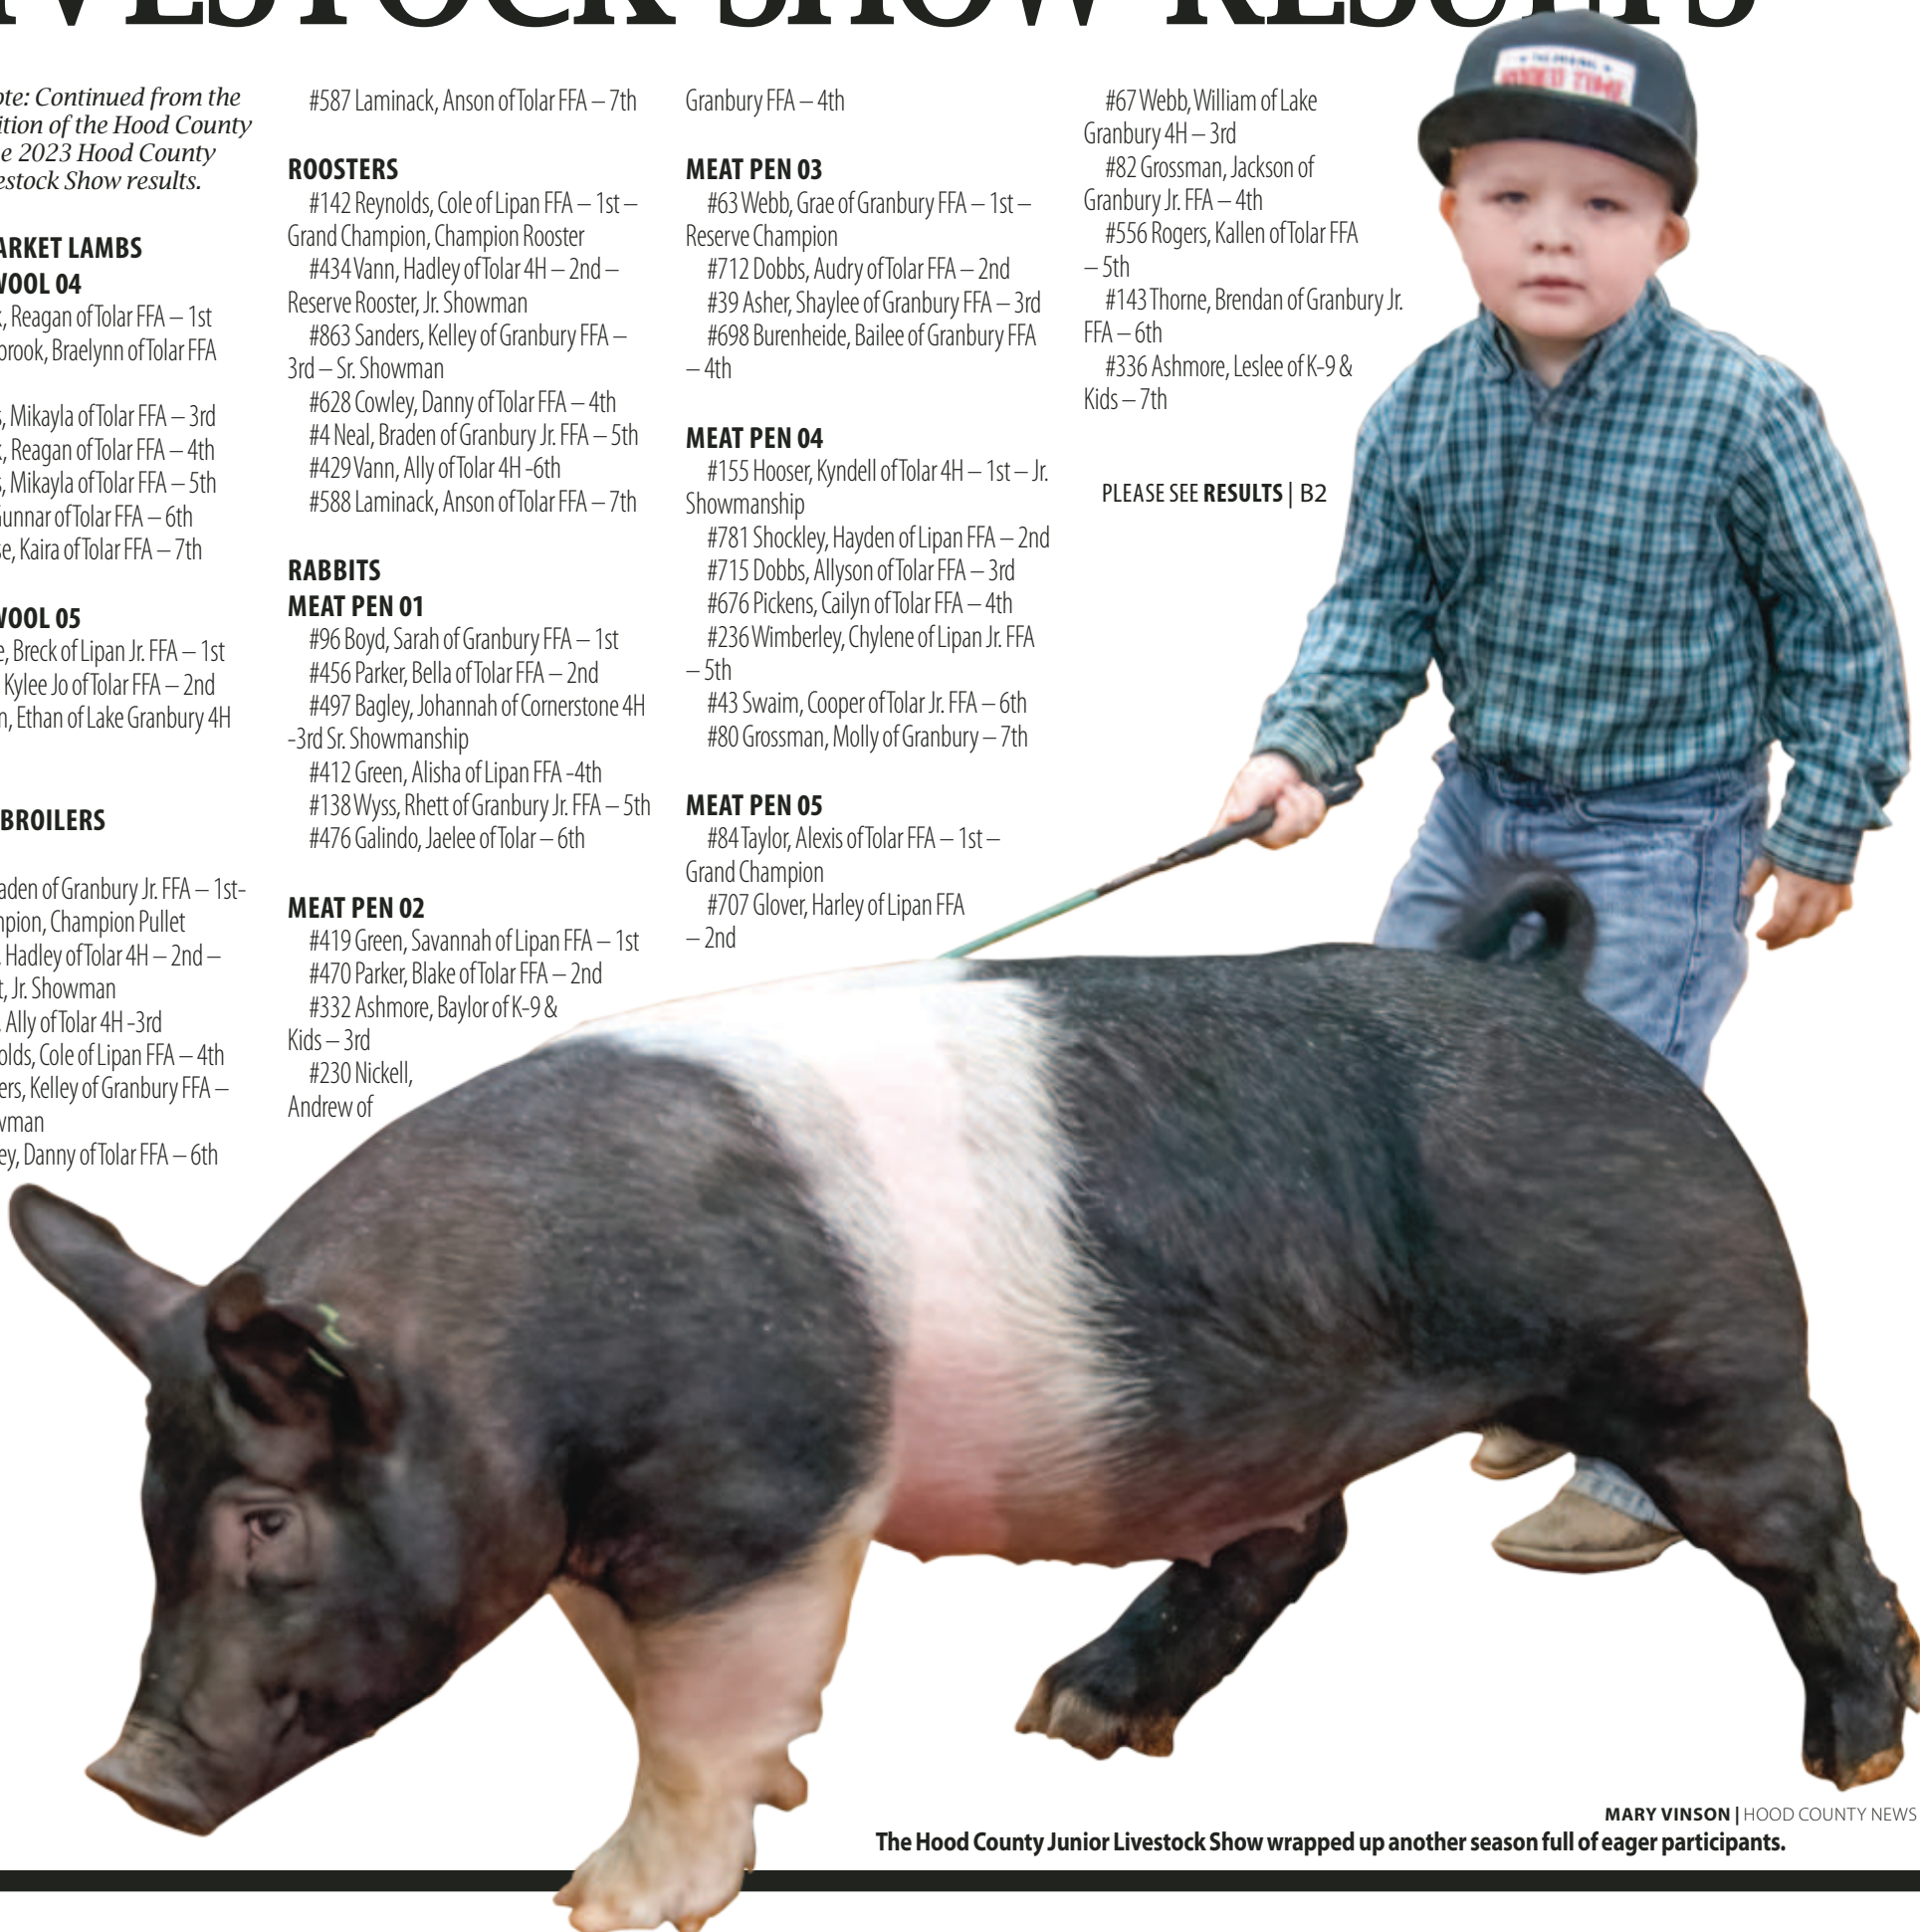 LIVESTOCK SHOW RESULTS
Continued from the
of the Hood County
2023 Hood County
Show results.
LAMBS
04
Reagan of Tolar FFA – 1st
Braelynn of Tolar FFA
Mikayla of Tolar FFA – 3rd
Reagan of Tolar FFA – 4th
Mikayla of Tolar FFA – 5th
of Tolar FFA – 6th
Kaira of Tolar FFA – 7th
05
Breck of Lipan Jr. FFA – 1st
Kylee Jo of Tolar FFA – 2nd
Ethan of Lake Granbury 4H
BROILERS
of Granbury Jr. FFA – 1st-
Champion Pullet
Hadley of Tolar 4H – 2nd –
Jr. Showman
Ally of Tolar 4H -3rd
Cole of Lipan FFA – 4th
Kelley of Granbury FFA –
Danny of Tolar FFA – 6th
#587 Laminack, Anson of Tolar FFA – 7th
ROOSTERS
#142 Reynolds, Cole of Lipan FFA – 1st –
Grand Champion, Champion Rooster
#434 Vann, Hadley of Tolar 4H – 2nd –
Reserve Rooster, Jr. Showman
#863 Sanders, Kelley of Granbury FFA –
3rd – Sr. Showman
#628 Cowley, Danny of Tolar FFA – 4th
#4 Neal, Braden of Granbury Jr. FFA – 5th
#429 Vann, Ally of Tolar 4H -6th
#588 Laminack, Anson of Tolar FFA – 7th
RABBITS
MEAT PEN 01
#96 Boyd, Sarah of Granbury FFA – 1st
#456 Parker, Bella of Tolar FFA – 2nd
#497 Bagley, Johannah of Cornerstone 4H
-3rd Sr. Showmanship
#412 Green, Alisha of Lipan FFA -4th
#138 Wyss, Rhett of Granbury Jr. FFA – 5th
#476 Galindo, Jaelee of Tolar – 6th
MEAT PEN 02
#419 Green, Savannah of Lipan FFA – 1st
#470 Parker, Blake of Tolar FFA – 2nd
#332 Ashmore, Baylor of K-9 &
Kids – 3rd
#230 Nickell,
Andrew of
Granbury FFA – 4th
MEAT PEN 03
#63 Webb, Grae of Granbury FFA – 1st –
Reserve Champion
#712 Dobbs, Audry of Tolar FFA – 2nd
#39 Asher, Shaylee of Granbury FFA – 3rd
#698 Burenheide, Bailee of Granbury FFA
– 4th
MEAT PEN 04
#155 Hooser, Kyndell of Tolar 4H – 1st – Jr.
Showmanship
#781 Shockley, Hayden of Lipan FFA – 2nd
#715 Dobbs, Allyson of Tolar FFA – 3rd
#676 Pickens, Cailyn of Tolar FFA – 4th
#236 Wimberley, Chylene of Lipan Jr. FFA
– 5th
#43 Swaim, Cooper of Tolar Jr. FFA – 6th
#80 Grossman, Molly of Granbury – 7th
MEAT PEN 05
#84 Taylor, Alexis of Tolar FFA – 1st –
Grand Champion
#707 Glover, Harley of Lipan FFA
– 2nd
#67 Webb, William of Lake
Granbury 4H – 3rd
#82 Grossman, Jackson of
Granbury Jr. FFA – 4th
#556 Rogers, Kallen of Tolar FFA
– 5th
#143 Thorne, Brendan of Granbury Jr.
FFA – 6th
#336 Ashmore, Leslee of K-9 &
Kids – 7th
PLEASE SEE RESULTS | B2
MARY VINSON | HOOD COUNTY NEWS
The Hood County Junior Livestock Show wrapped up another season full of eager participants.